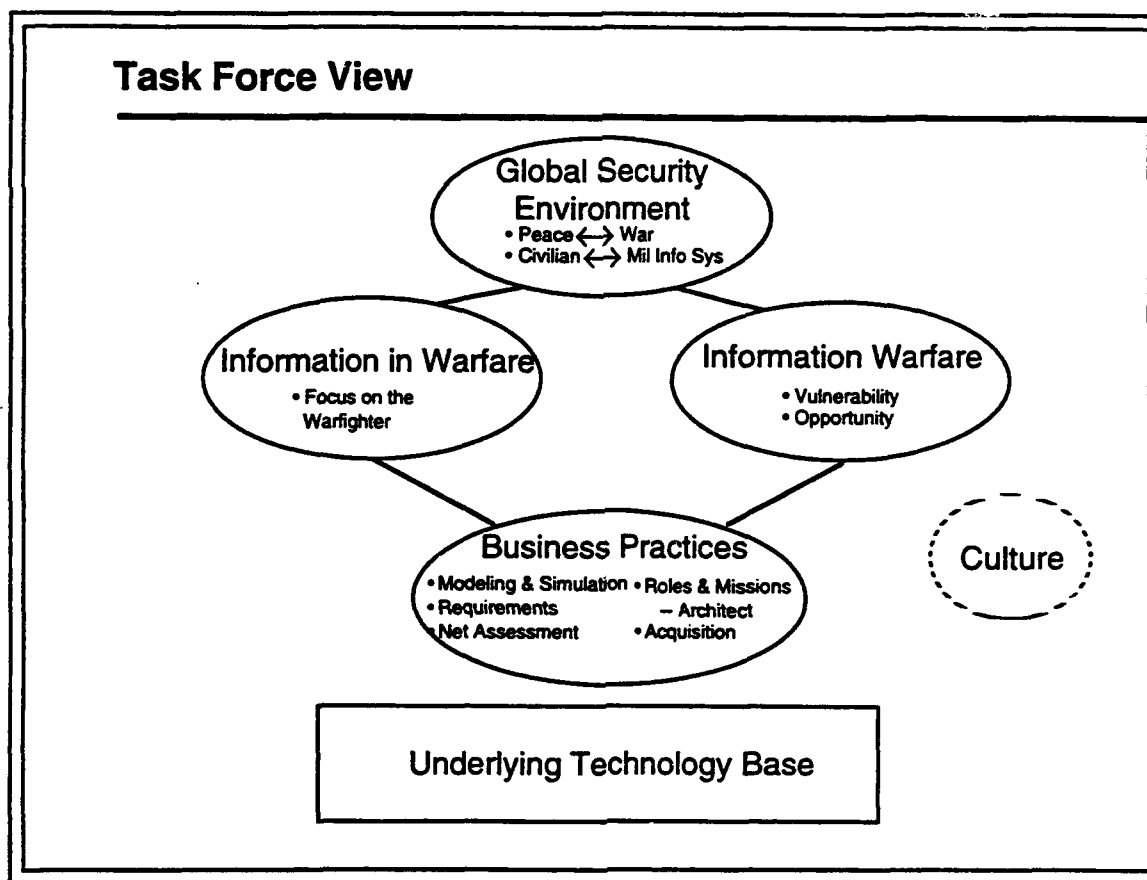 Task Force View
Global Security
Environment
• Peace ⟷ War
• Civilian ⟷ Mil Info Sys
Information in Warfare
• Focus on the
Warfighter
Information Warfare
• Vulnerability
• Opportunity
Business Practices
• Modeling & Simulation
• Requirements
• Net Assessment
• Roles & Missions
– Architect
• Acquisition
Culture
Underlying Technology Base